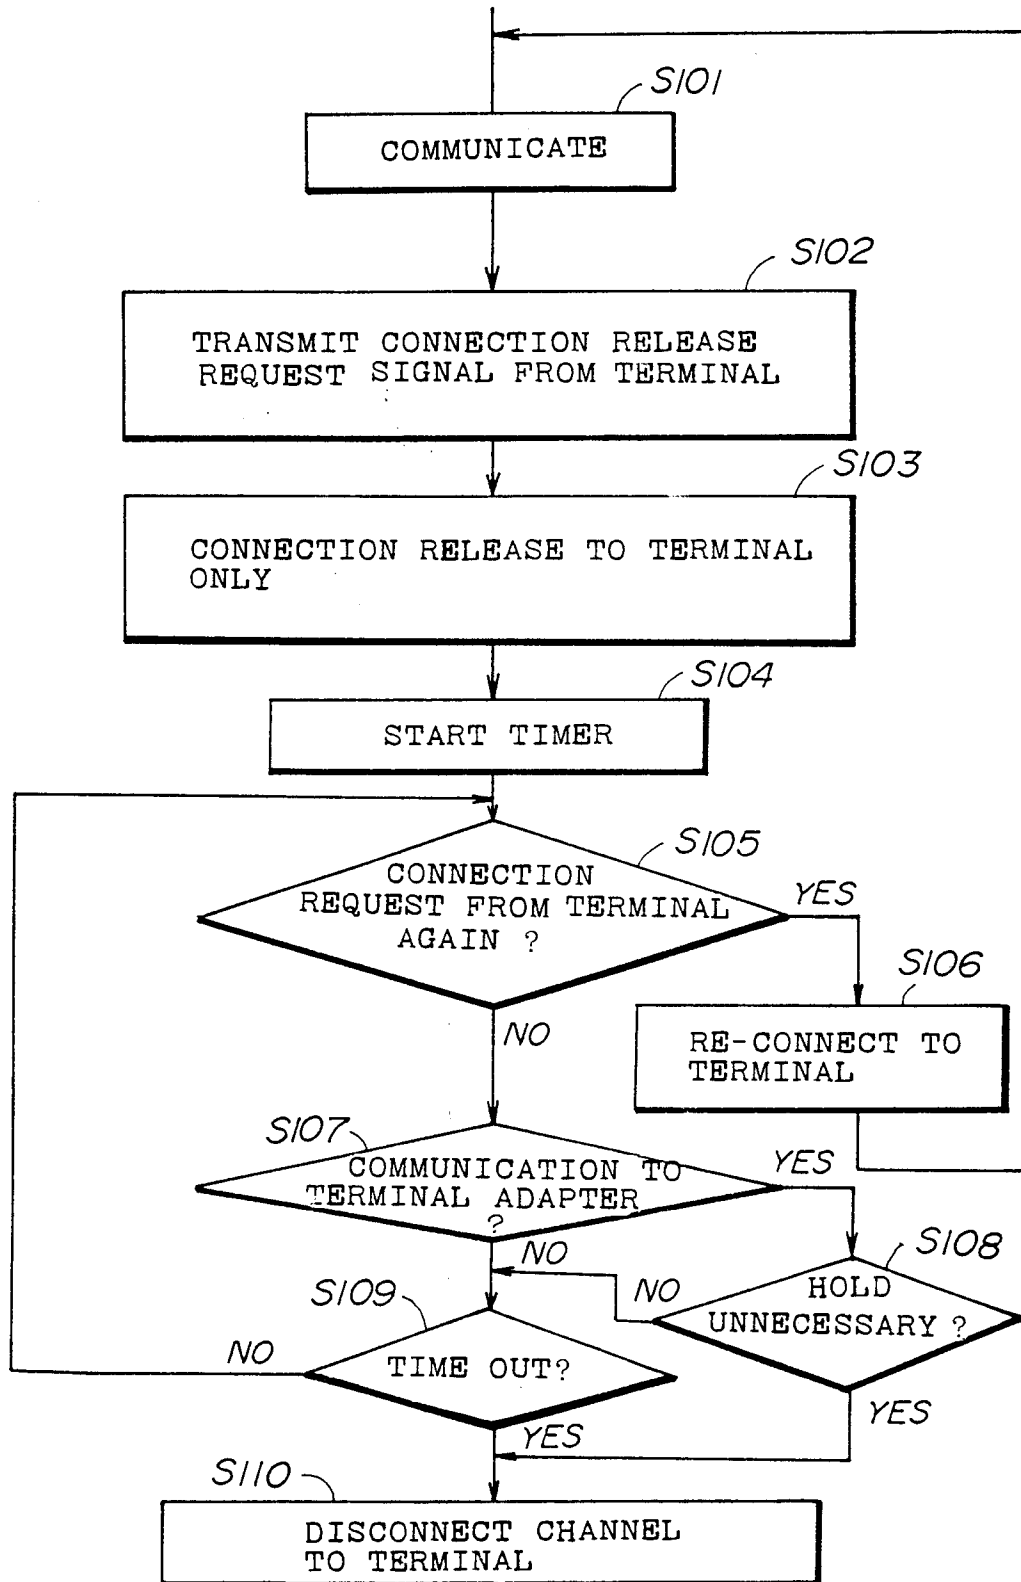 S101
COMMUNICATE
S102
TRANSMIT CONNECTION RELEASE
REQUEST SIGNAL FROM TERMINAL
S103
CONNECTION RELEASE TO TERMINAL
ONLY
S104
START TIMER
S105
CONNECTION
REQUEST FROM TERMINAL
AGAIN ?
YES
NO
S106
RE-CONNECT TO
TERMINAL
S107
COMMUNICATION TO
TERMINAL ADAPTER
?
YES
NO
S108
HOLD
UNNECESSARY ?
NO
YES
S109
TIME OUT?
NO
YES
S110
DISCONNECT CHANNEL
TO TERMINAL